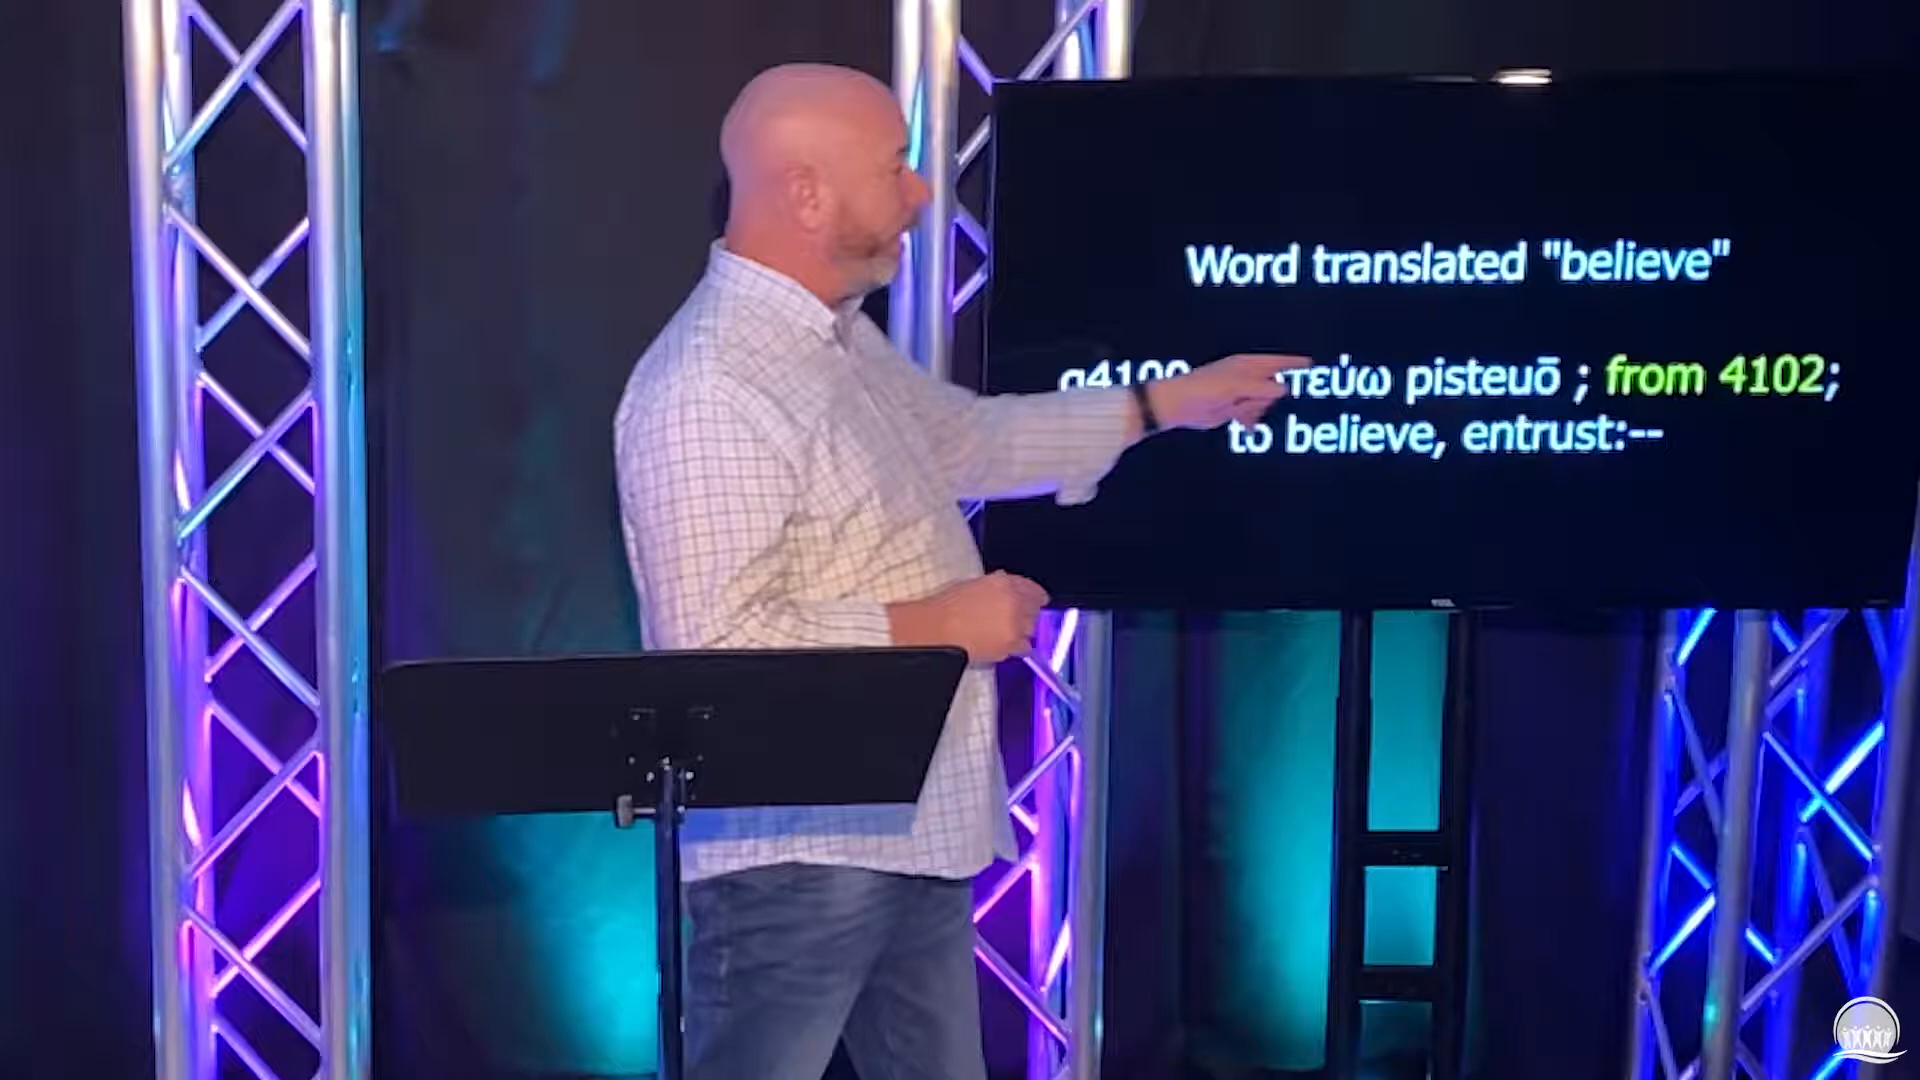 Word translated "believe"
pisteuō ; from 4102;
to believe, entrust:--